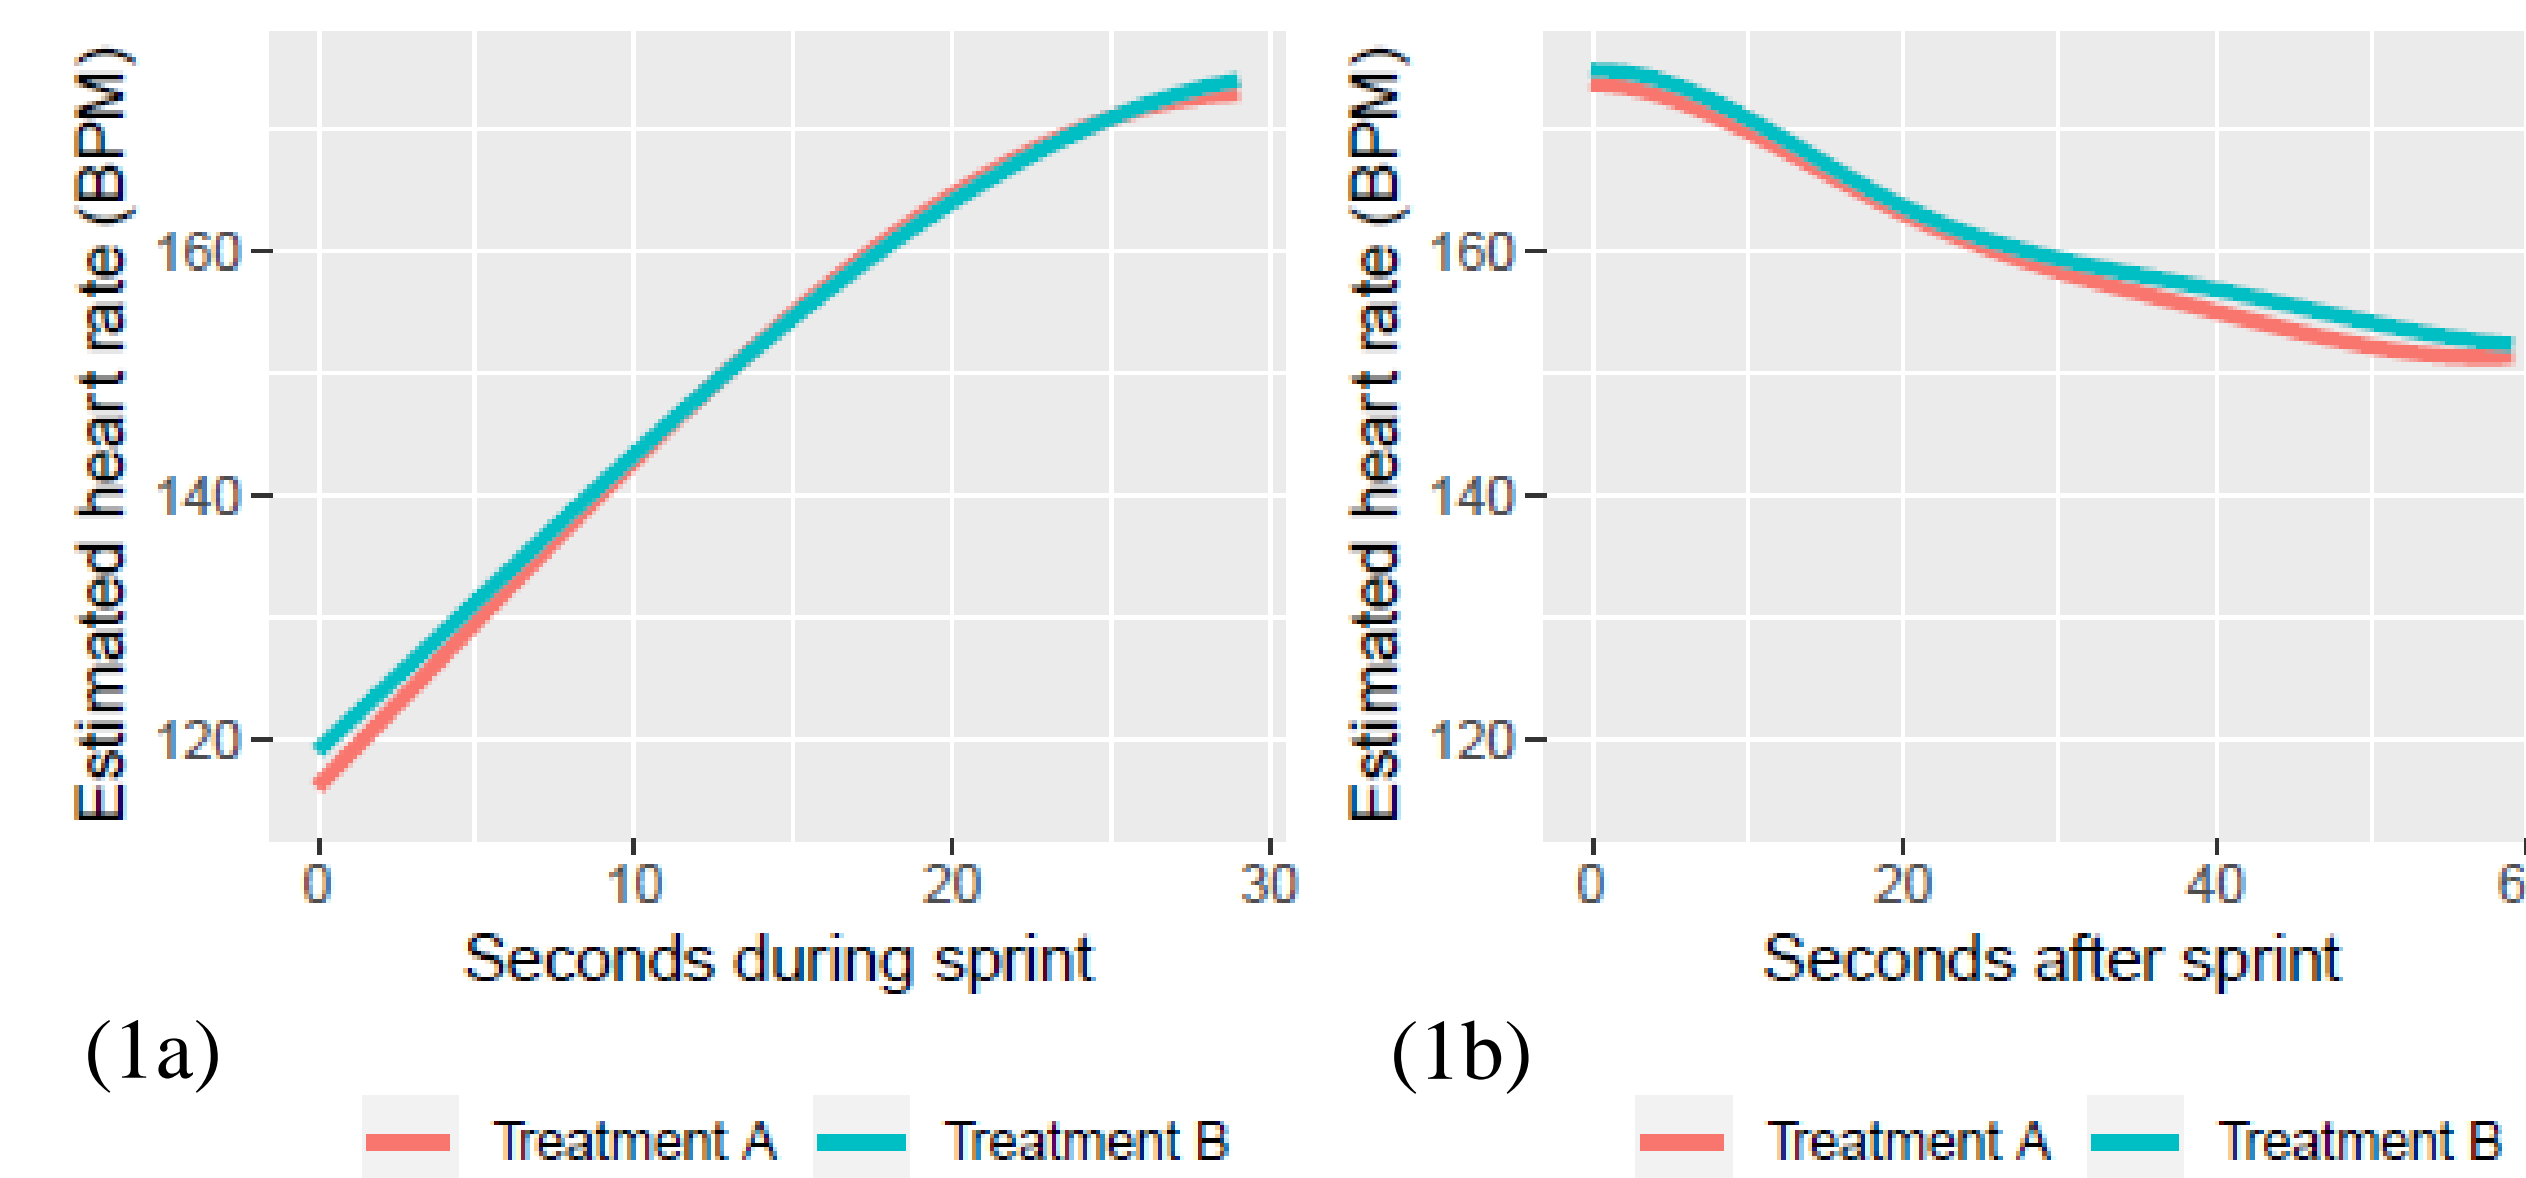 Estimated heart rate (BPM)
160
140
120
0 10 20 30
Seconds during sprint
(1a)
Treatment A Treatment B
Estimated heart rate (BPM)
160
140
120
0 20 40 6
Seconds after sprint
(1b)
Treatment A Treatment B